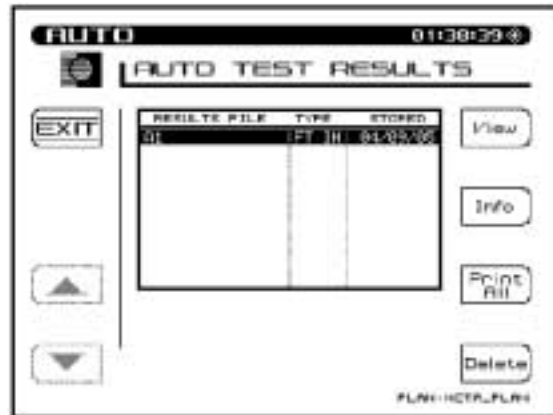 AUTO 01:38:39
AUTO TEST RESULTS
EXIT
RESULTS FILE TYPE STORED
View
Info
Print All
Delete